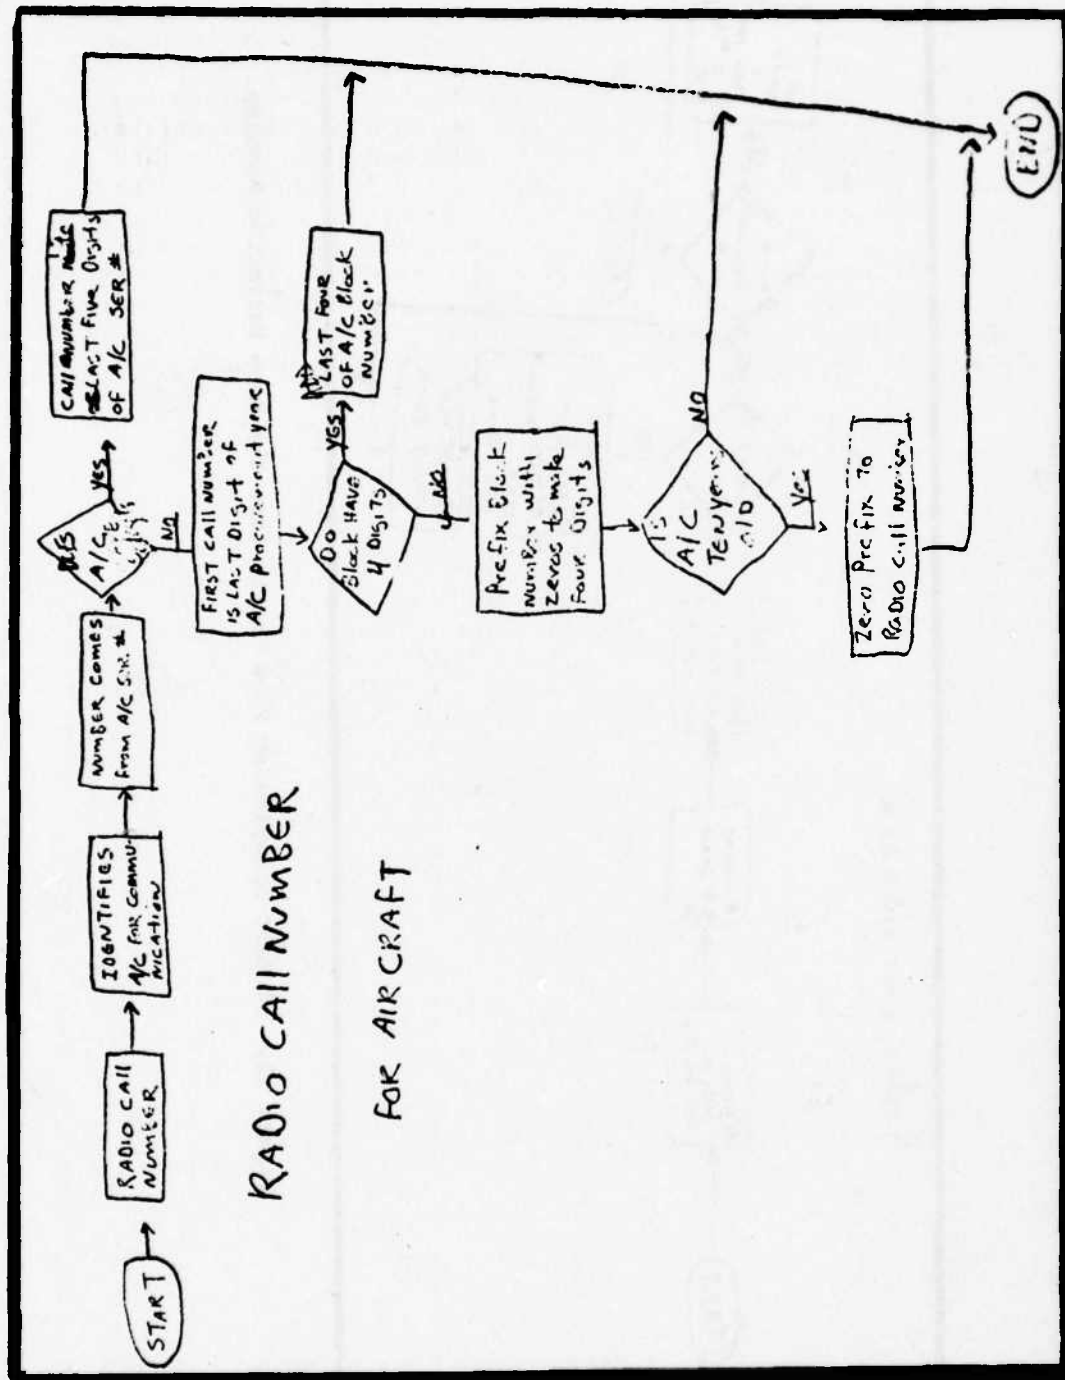 START
RADIO CAll
NUMBER
IDENTIFIES
A/C FOR COMMU-
NICATION
NUMBER COMES
from A/C SER. #
A/C
yes
NO
CAll NUMBER
LAST FIVE Digits
OF A/C SER #
FIRST CALL NUMBER
IS LAST DIGIT OF
A/C procurement year
DO
Block HAVE
4 DIGITS
YES
NO
ADD
LAST FOUR
OF A/C Block
NUMBER
Prefix Block
Number with
Zeros to make
Four Digits
IS
A/C
TEN years
OlD
NO
Yes
Zero Prefix TO
RADIO call Number
END
RADIO CAll NUMBER
FOR AIRCRAFT